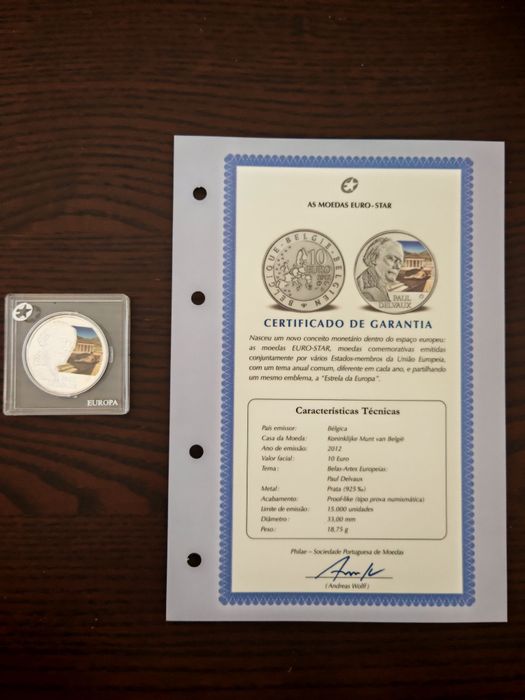 AS MOEDAS EURO-STAR
BELGIQUE · BELGIË · BELGIEN
10
EURO
PAUL
DELVAUX
CERTIFICADO DE GARANTIA
Nasceu um novo conceito monetário dentro do espaço europeu:
as moedas EURO-STAR, moedas comemorativas emitidas
conjuntamente por vários Estados-membros da União Europeia,
com um tema anual comum, diferente em cada ano, e partilhando
um mesmo emblema, a "Estrela da Europa".
Características Técnicas
País emissor: Bélgica
Casa da Moeda: Koninklijke Munt van België
Ano de emissão: 2012
Valor facial: 10 Euro
Tema: Belas-Artes Europeias:
Paul Delvaux
Metal: Prata (925 ‰)
Acabamento: Proof-like (tipo prova numismática)
Limite de emissão: 15.000 unidades
Diâmetro: 33,00 mm
Peso: 18,75 g
Philae – Sociedade Portuguesa de Moedas
(Andreas Wolff)
EUROPA